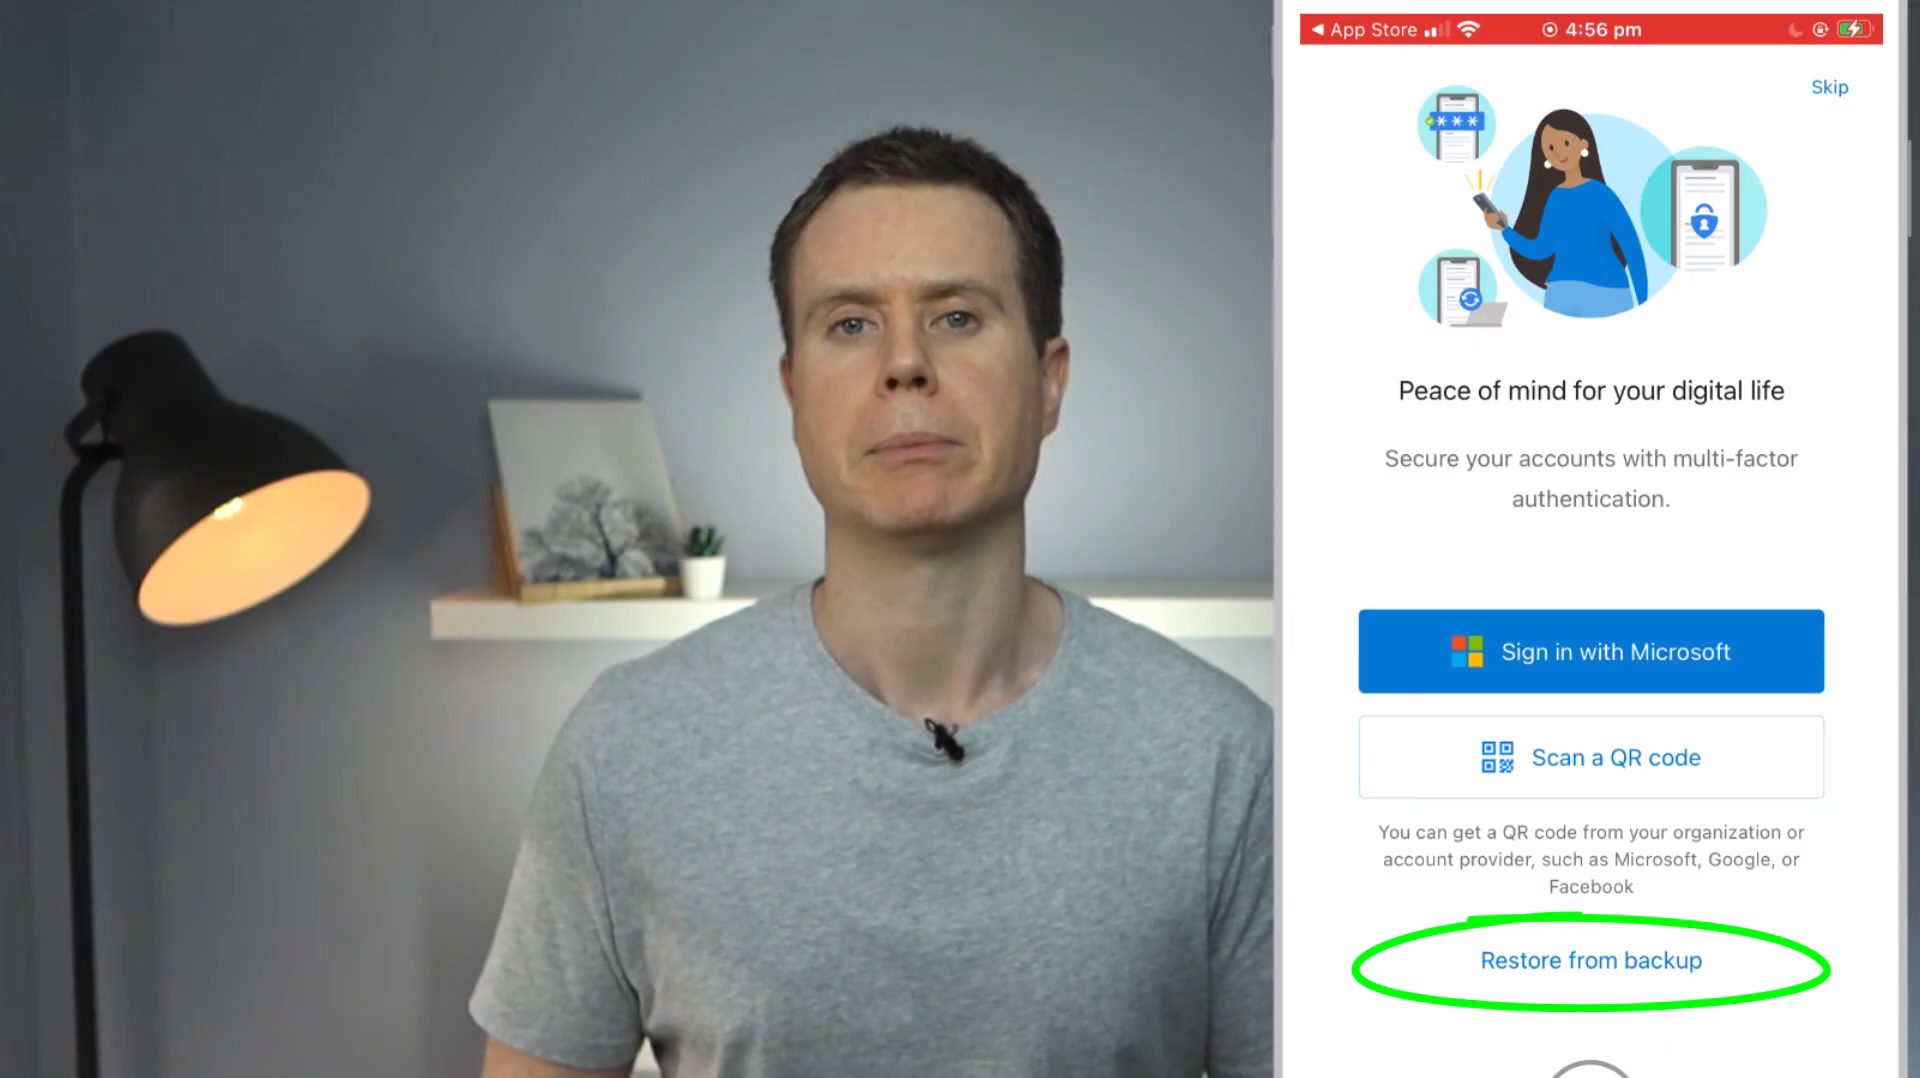 App Store
4:56 pm
Skip
***
Peace of mind for your digital life
Secure your accounts with multi-factor
authentication.
Sign in with Microsoft
Scan a QR code
You can get a QR code from your organization or
account provider, such as Microsoft, Google, or
Facebook
Restore from backup